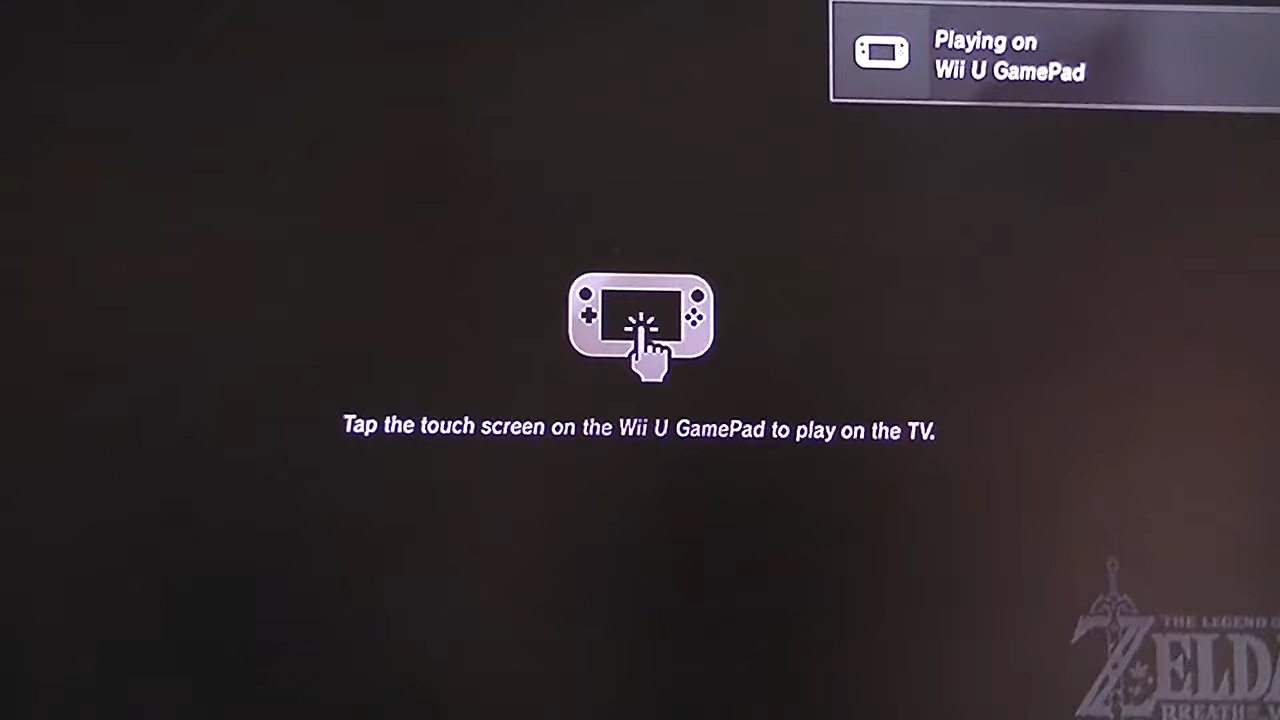 Playing on
Wii U GamePad
Tap the touch screen on the Wii U GamePad to play on the TV.
THE LEGEND
ZELDA
BREATH